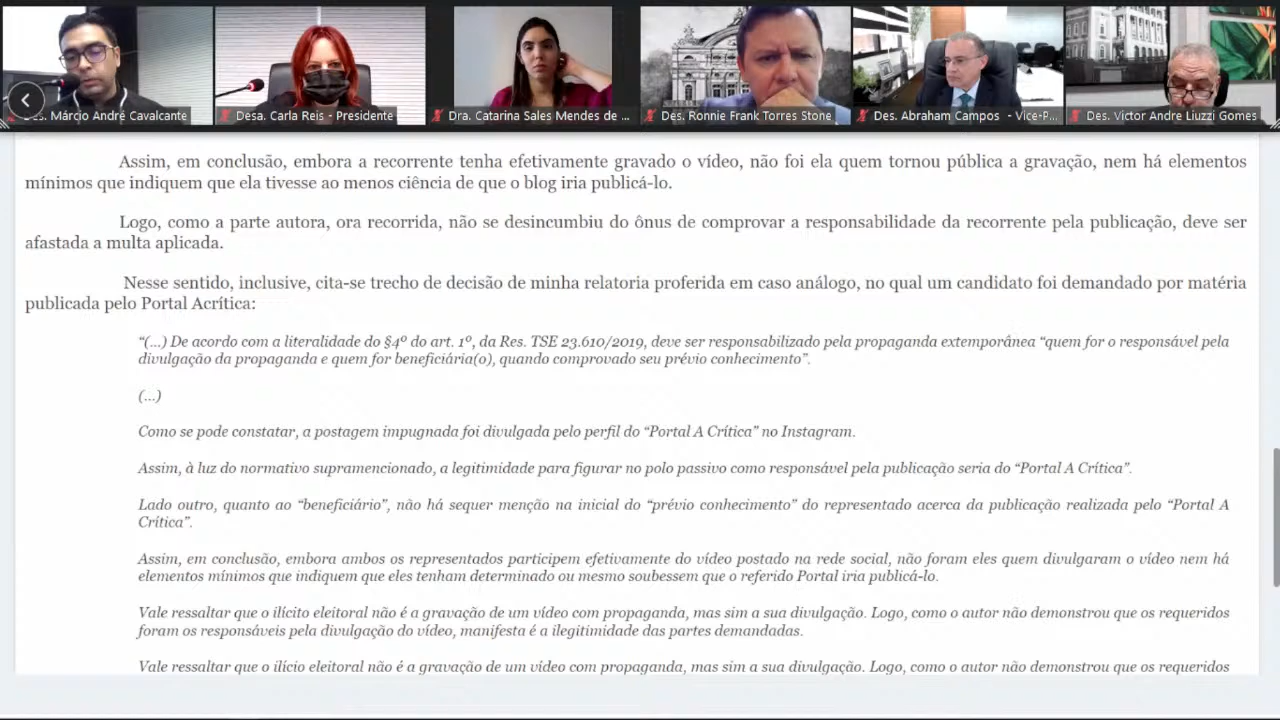 es. Márcio André Cavalcante
Desa. Carla Reis - Presidente
Dra. Catarina Sales Mendes de ...
Des. Ronnie Frank Torres Stone
Des. Abraham Campos - Vice-P...
Des. Victor Andre Liuzzi Gomes
Assim, em conclusão, embora a recorrente tenha efetivamente gravado o vídeo, não foi ela quem tornou pública a gravação, nem há elementos
mínimos que indiquem que ela tivesse ao menos ciência de que o blog iria publicá-lo.
Logo, como a parte autora, ora recorrida, não se desincumbiu do ônus de comprovar a responsabilidade da recorrente pela publicação, deve ser
afastada a multa aplicada.
Nesse sentido, inclusive, cita-se trecho de decisão de minha relatoria proferida em caso análogo, no qual um candidato foi demandado por matéria
publicada pelo Portal Acrítica:
“(...) De acordo com a literalidade do §4º do art. 1º, da Res. TSE 23.610/2019, deve ser responsabilizado pela propaganda extemporânea “quem for o responsável pela
divulgação da propaganda e quem for beneficiária(o), quando comprovado seu prévio conhecimento”.
(...)
Como se pode constatar, a postagem impugnada foi divulgada pelo perfil do “Portal A Crítica” no Instagram.
Assim, à luz do normativo supramencionado, a legitimidade para figurar no polo passivo como responsável pela publicação seria do “Portal A Crítica”.
Lado outro, quanto ao “beneficiário”, não há sequer menção na inicial do “prévio conhecimento” do representado acerca da publicação realizada pelo “Portal A
Crítica”.
Assim, em conclusão, embora ambos os representados participem efetivamente do vídeo postado na rede social, não foram eles quem divulgaram o vídeo nem há
elementos mínimos que indiquem que eles tenham determinado ou mesmo soubessem que o referido Portal iria publicá-lo.
Vale ressaltar que o ilícito eleitoral não é a gravação de um vídeo com propaganda, mas sim a sua divulgação. Logo, como o autor não demonstrou que os requeridos
foram os responsáveis pela divulgação do vídeo, manifesta é a ilegitimidade das partes demandadas.
Vale ressaltar que o ilício eleitoral não é a gravação de um vídeo com propaganda, mas sim a sua divulgação. Logo, como o autor não demonstrou que os requeridos